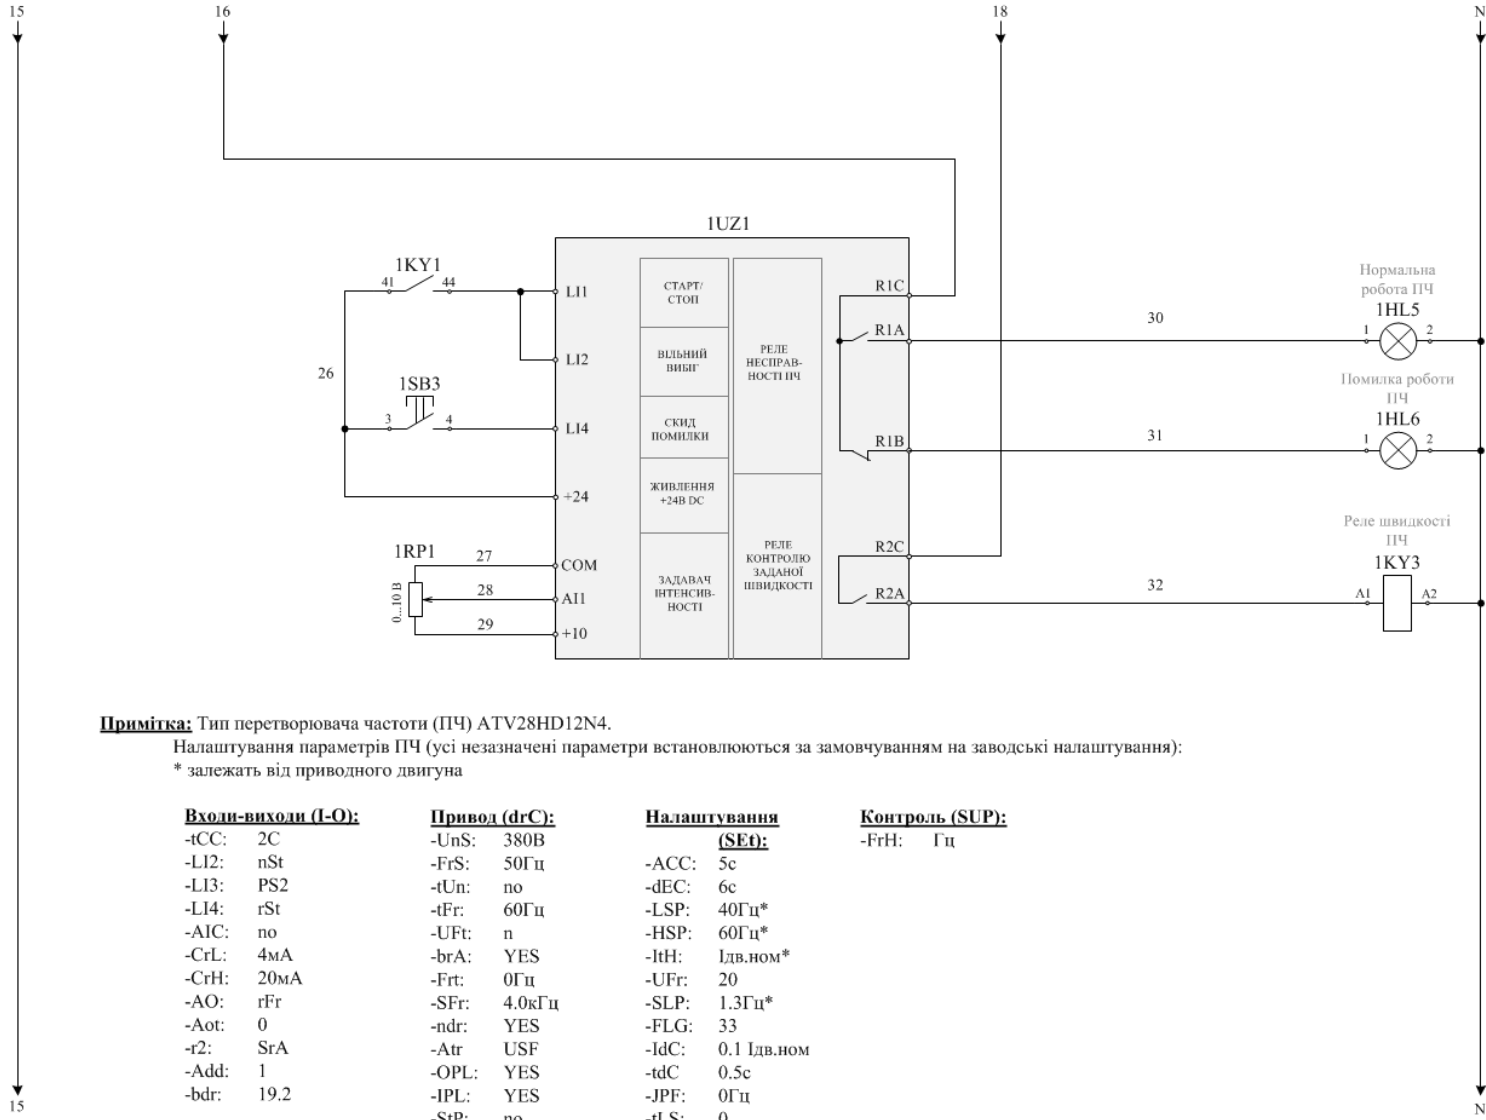 15
16
18
N
1UZ1
1KY1
41
44
LI1
LI2
26
1SB3
3
4
LI4
+24
1RP1
0...10 В
27
COM
28
AI1
29
+10
СТАРТ/
СТОП
ВІЛЬНИЙ
ВИБІГ
СКИД
ПОМИЛКИ
ЖИВЛЕННЯ
+24В DC
ЗАДАВАЧ
ІНТЕНСИВ-
НОСТІ
РЕЛЕ
НЕСПРАВ-
НОСТІ ПЧ
РЕЛЕ
КОНТРОЛЮ
ЗАДАНОЇ
ШВИДКОСТІ
R1C
R1A
R1B
R2C
R2A
30
31
32
Нормальна
робота ПЧ
1HL5
1
2
Помилка роботи
ПЧ
1HL6
1
2
Реле швидкості
ПЧ
1KY3
A1
A2
Примітка: Тип перетворювача частоти (ПЧ) ATV28HD12N4.
Налаштування параметрів ПЧ (усі незазначені параметри встановлюються за замовчуванням на заводські налаштування):
* залежать від приводного двигуна
Входи-виходи (I-O):
-tCC: 2C
-LI2: nSt
-LI3: PS2
-LI4: rSt
-AIC: no
-CrL: 4мА
-CrH: 20мА
-AO: rFr
-Aot: 0
-r2: SrA
-Add: 1
-bdr: 19.2
Привод (drC):
-UnS: 380В
-FrS: 50Гц
-tUn: no
-tFr: 60Гц
-UFt: n
-brA: YES
-Frt: 0Гц
-SFr: 4.0кГц
-ndr: YES
-Atr USF
-OPL: YES
-IPL: YES
-StP: no
Налаштування
(SEt):
-ACC: 5с
-dEC: 6с
-LSP: 40Гц*
-HSP: 60Гц*
-ItH: Ідв.ном*
-UFr: 20
-SLP: 1.3Гц*
-FLG: 33
-IdC: 0.1 Ідв.ном
-tdC 0.5с
-JPF: 0Гц
-tLS: 0
Контроль (SUP):
-FrH: Гц
15
N